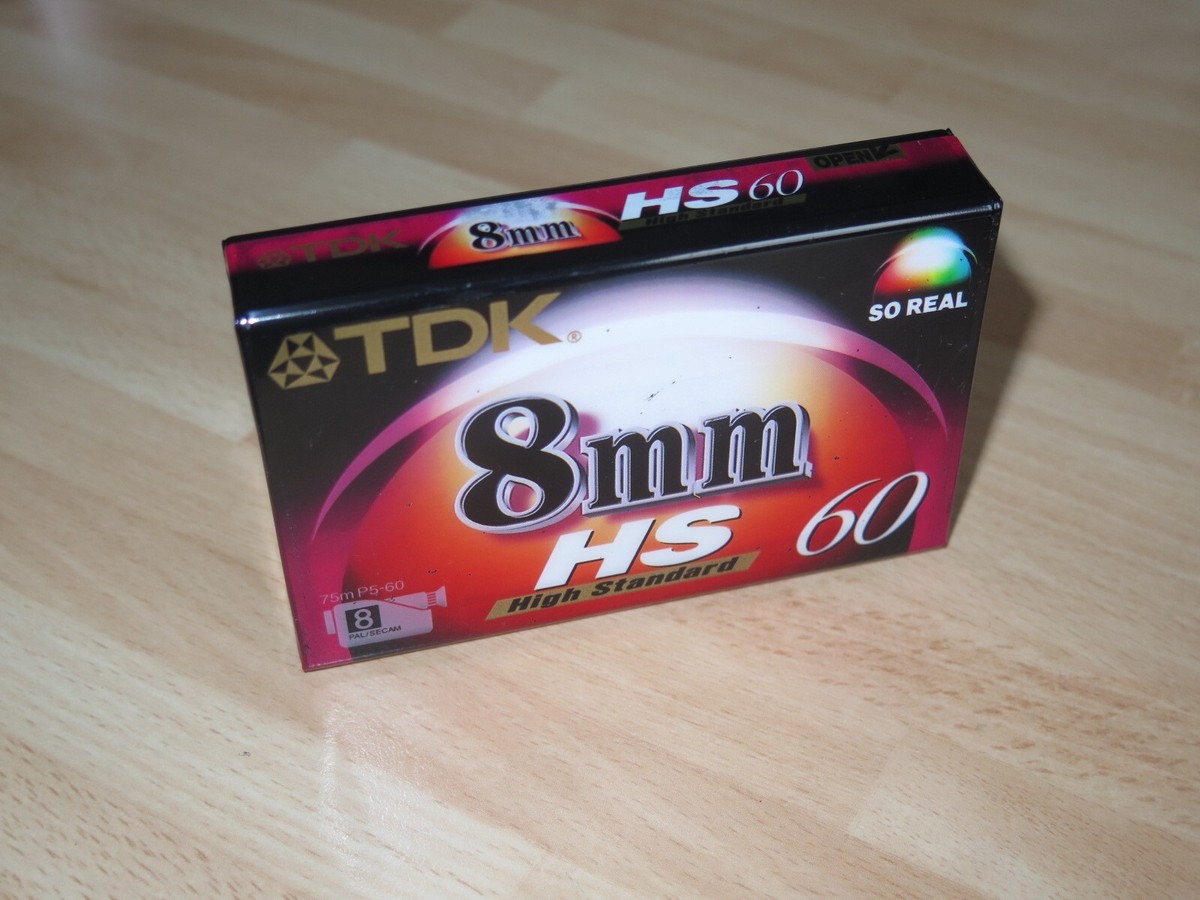 TDK 8mm HS 60 OPEN
High Standard
TDK®
SO REAL
8mm
HS 60
High Standard
75m P5-60
8
PAL/SECAM